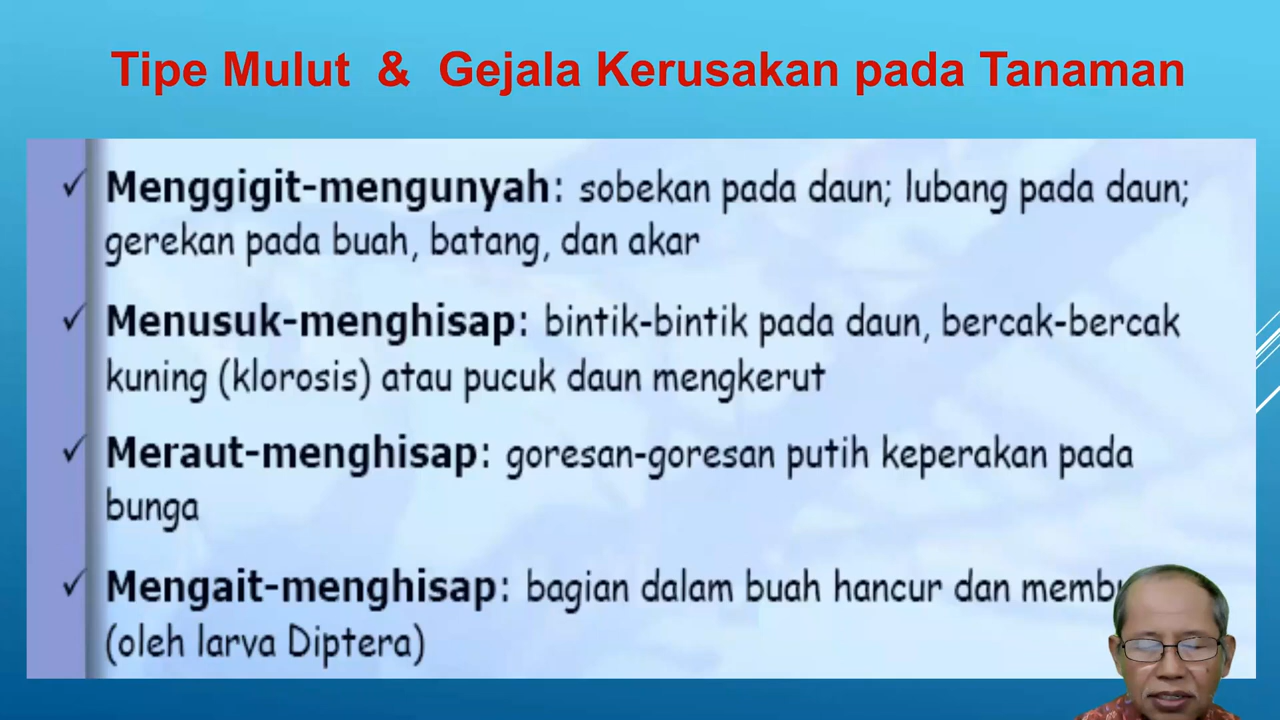 Tipe Mulut & Gejala Kerusakan pada Tanaman
✓ Menggigit-mengunyah: sobekan pada daun; lubang pada daun;
gerekan pada buah, batang, dan akar
✓ Menusuk-menghisap: bintik-bintik pada daun, bercak-bercak
kuning (klorosis) atau pucuk daun mengkerut
✓ Meraut-menghisap: goresan-goresan putih keperakan pada
bunga
✓ Mengait-menghisap: bagian dalam buah hancur dan
(oleh larva Diptera)